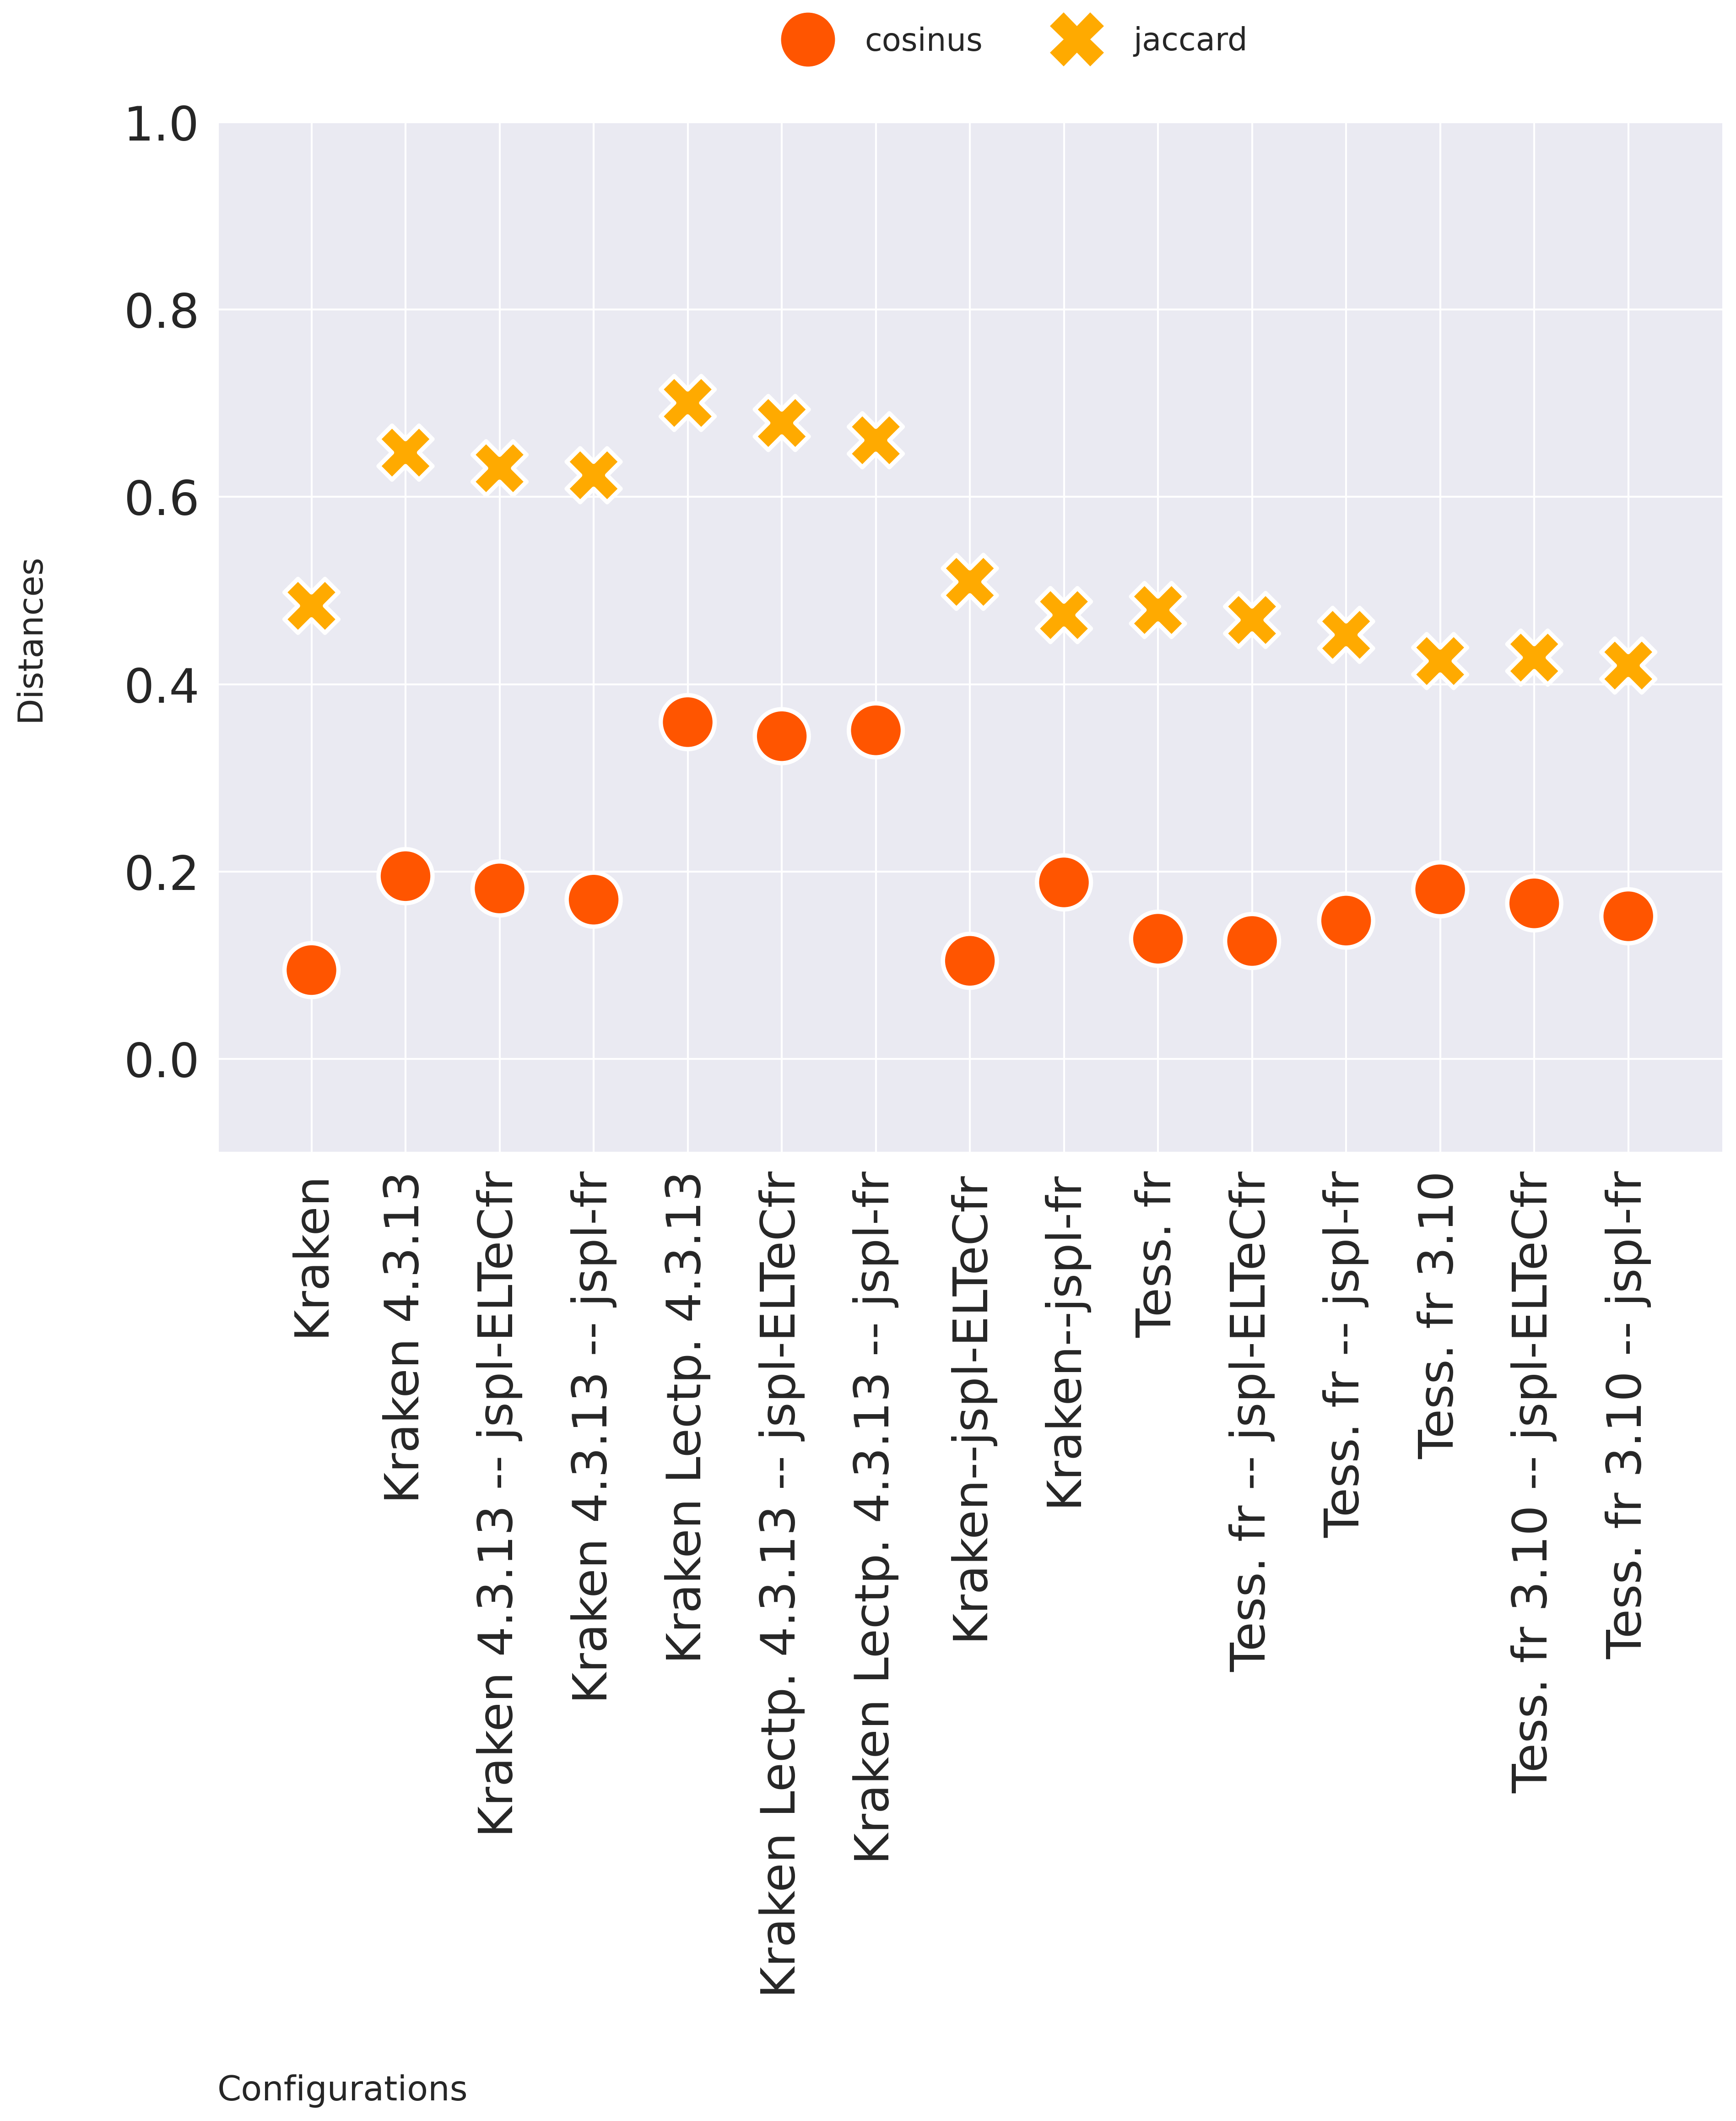 cosinus
jaccard
1.0
0.8
0.6
0.4
0.2
0.0
Distances
Kraken
Kraken 4.3.13
Kraken 4.3.13 -- jspl-ELTeCfr
Kraken 4.3.13 -- jspl-fr
Kraken Lectp. 4.3.13
Kraken Lectp. 4.3.13 -- jspl-ELTeCfr
Kraken Lectp. 4.3.13 -- jspl-fr
Kraken--jspl-ELTeCfr
Kraken--jspl-fr
Tess. fr
Tess. fr -- jspl-ELTeCfr
Tess. fr -- jspl-fr
Tess. fr 3.10
Tess. fr 3.10 -- jspl-ELTeCfr
Tess. fr 3.10 -- jspl-fr
Configurations